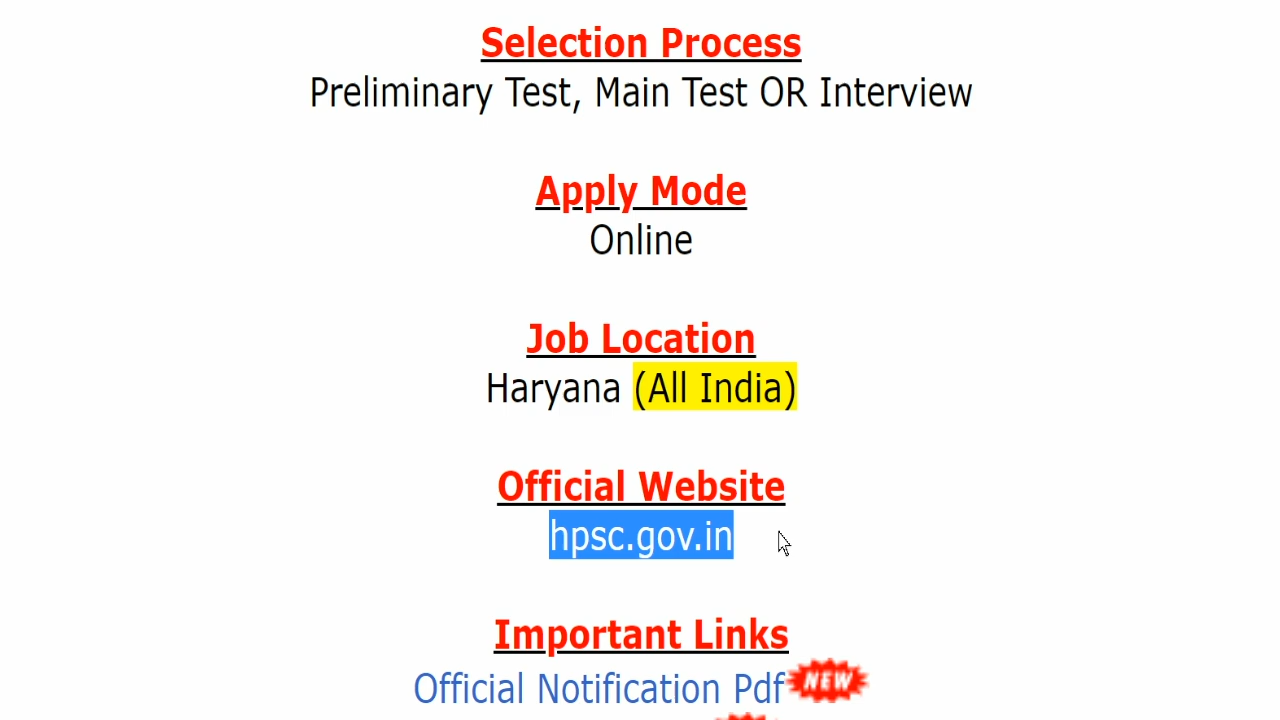 Selection Process
Preliminary Test, Main Test OR Interview
Apply Mode
Online
Job Location
Haryana (All India)
Official Website
hpsc.gov.in
Important Links
Official Notification Pdf NEW